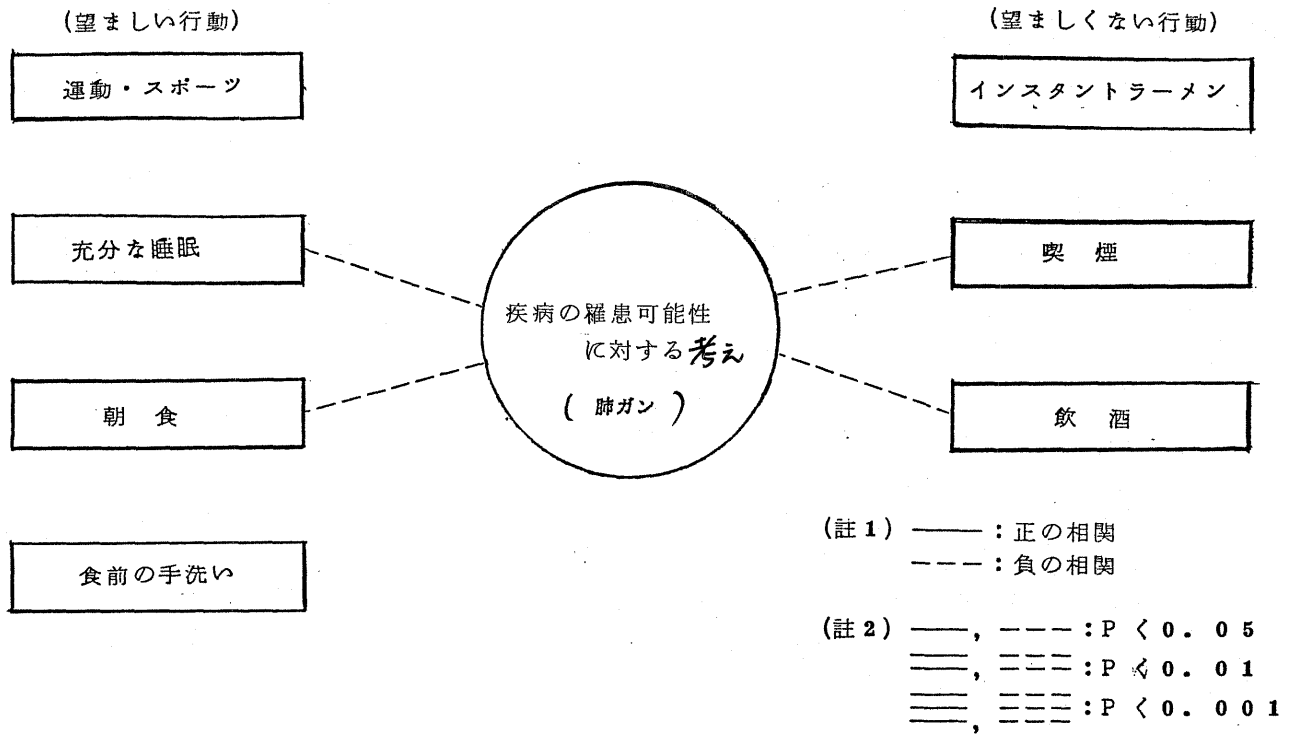 (望ましい行動)
(望ましくない行動)
運動・スポーツ
インスタントラーメン
充分な睡眠
喫煙
疾病の罹患可能性
に対する考え
(肺ガン)
朝食
飲酒
食前の手洗い
(註1) ——— : 正の相関
--- : 負の相関
(註2) ——, --- : P < 0.05
, : P < 0.01
, : P < 0.001